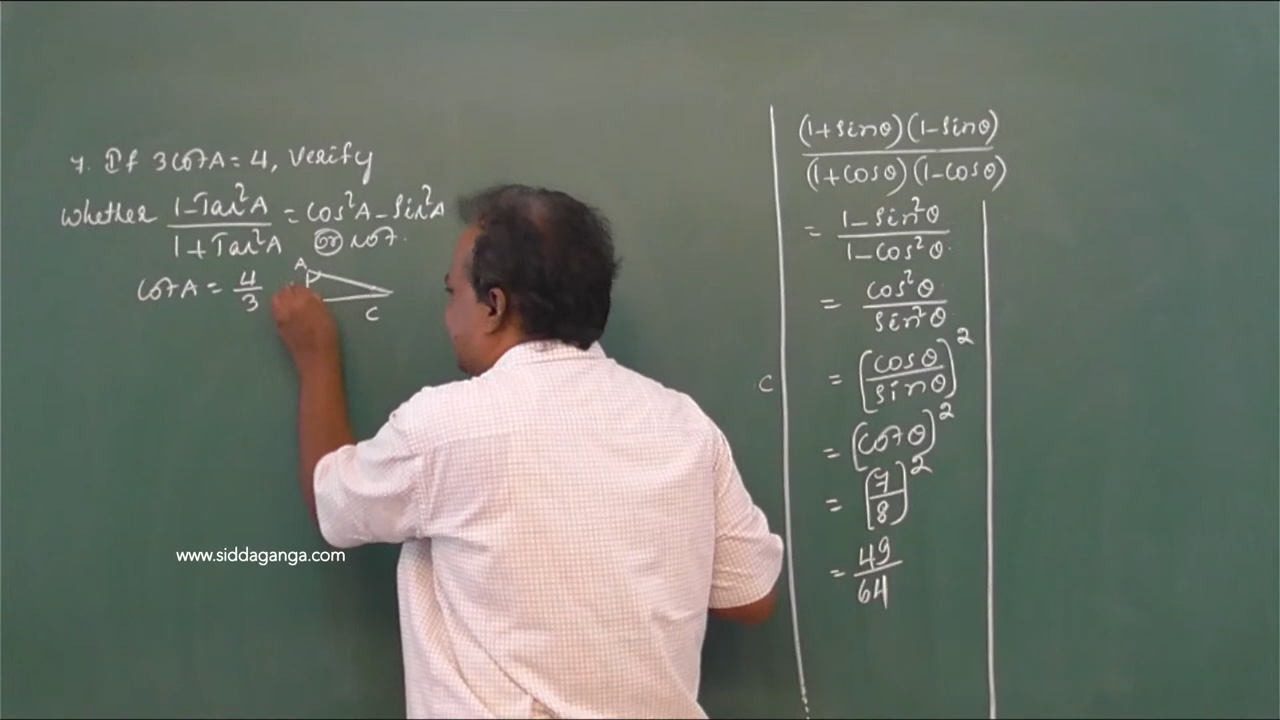 7. If 3cotA = 4, Verify
whether (1-Tan²A)/(1+Tan²A) = Cos²A - Sin²A
or not.
cotA = 4/3
A
C
www.siddaganga.com
(1+sinθ)(1-sinθ)/(1+cosθ)(1-cosθ)
= (1-sin²θ)/(1-cos²θ)
= cos²θ/sin²θ
= [cosθ/sinθ]²
C
= (cotθ)²
= [7/8]²
= 49/64